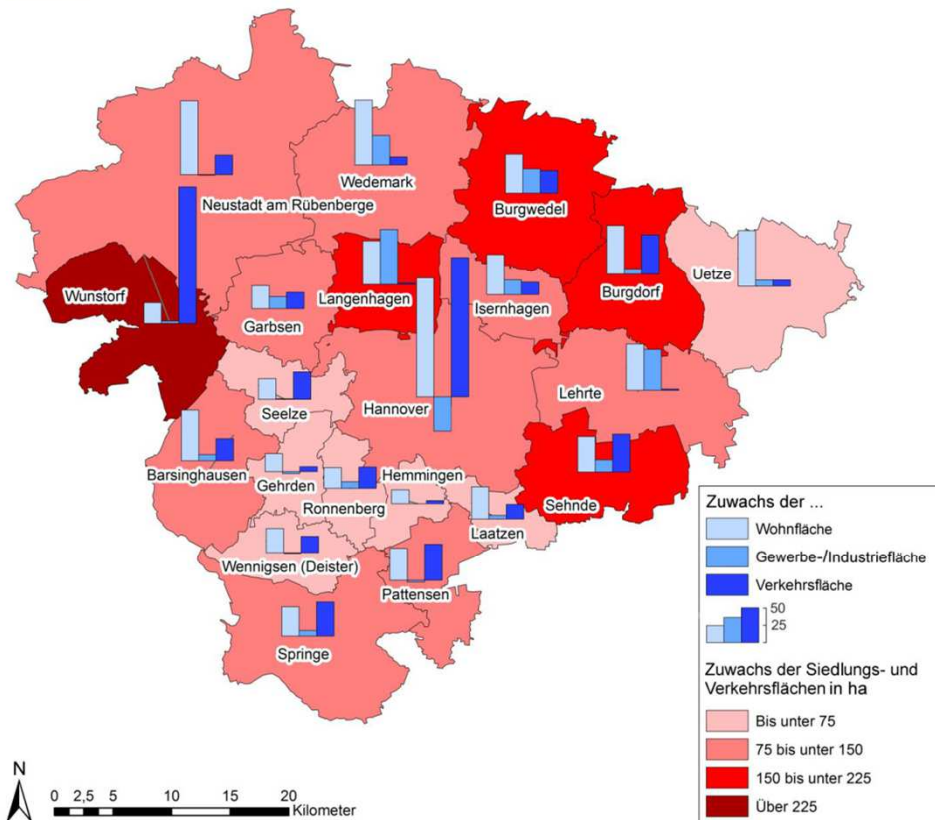 Wedemark
Neustadt am Rübenberge
Burgwedel
Uetze
Burgdorf
Wunstorf
Langenhagen
Isernhagen
Garbsen
Lehrte
Seelze
Hannover
Barsinghausen
Hemmingen
Gehrden
Ronnenberg
Sehnde
Laatzen
Wennigsen (Deister)
Pattensen
Springe
Zuwachs der ...
Wohnfläche
Gewerbe-/Industriefläche
Verkehrsfläche
50
25
Zuwachs der Siedlungs- und
Verkehrsflächen in ha
Bis unter 75
75 bis unter 150
150 bis unter 225
Über 225
N
0 2,5 5 10 15 20
Kilometer